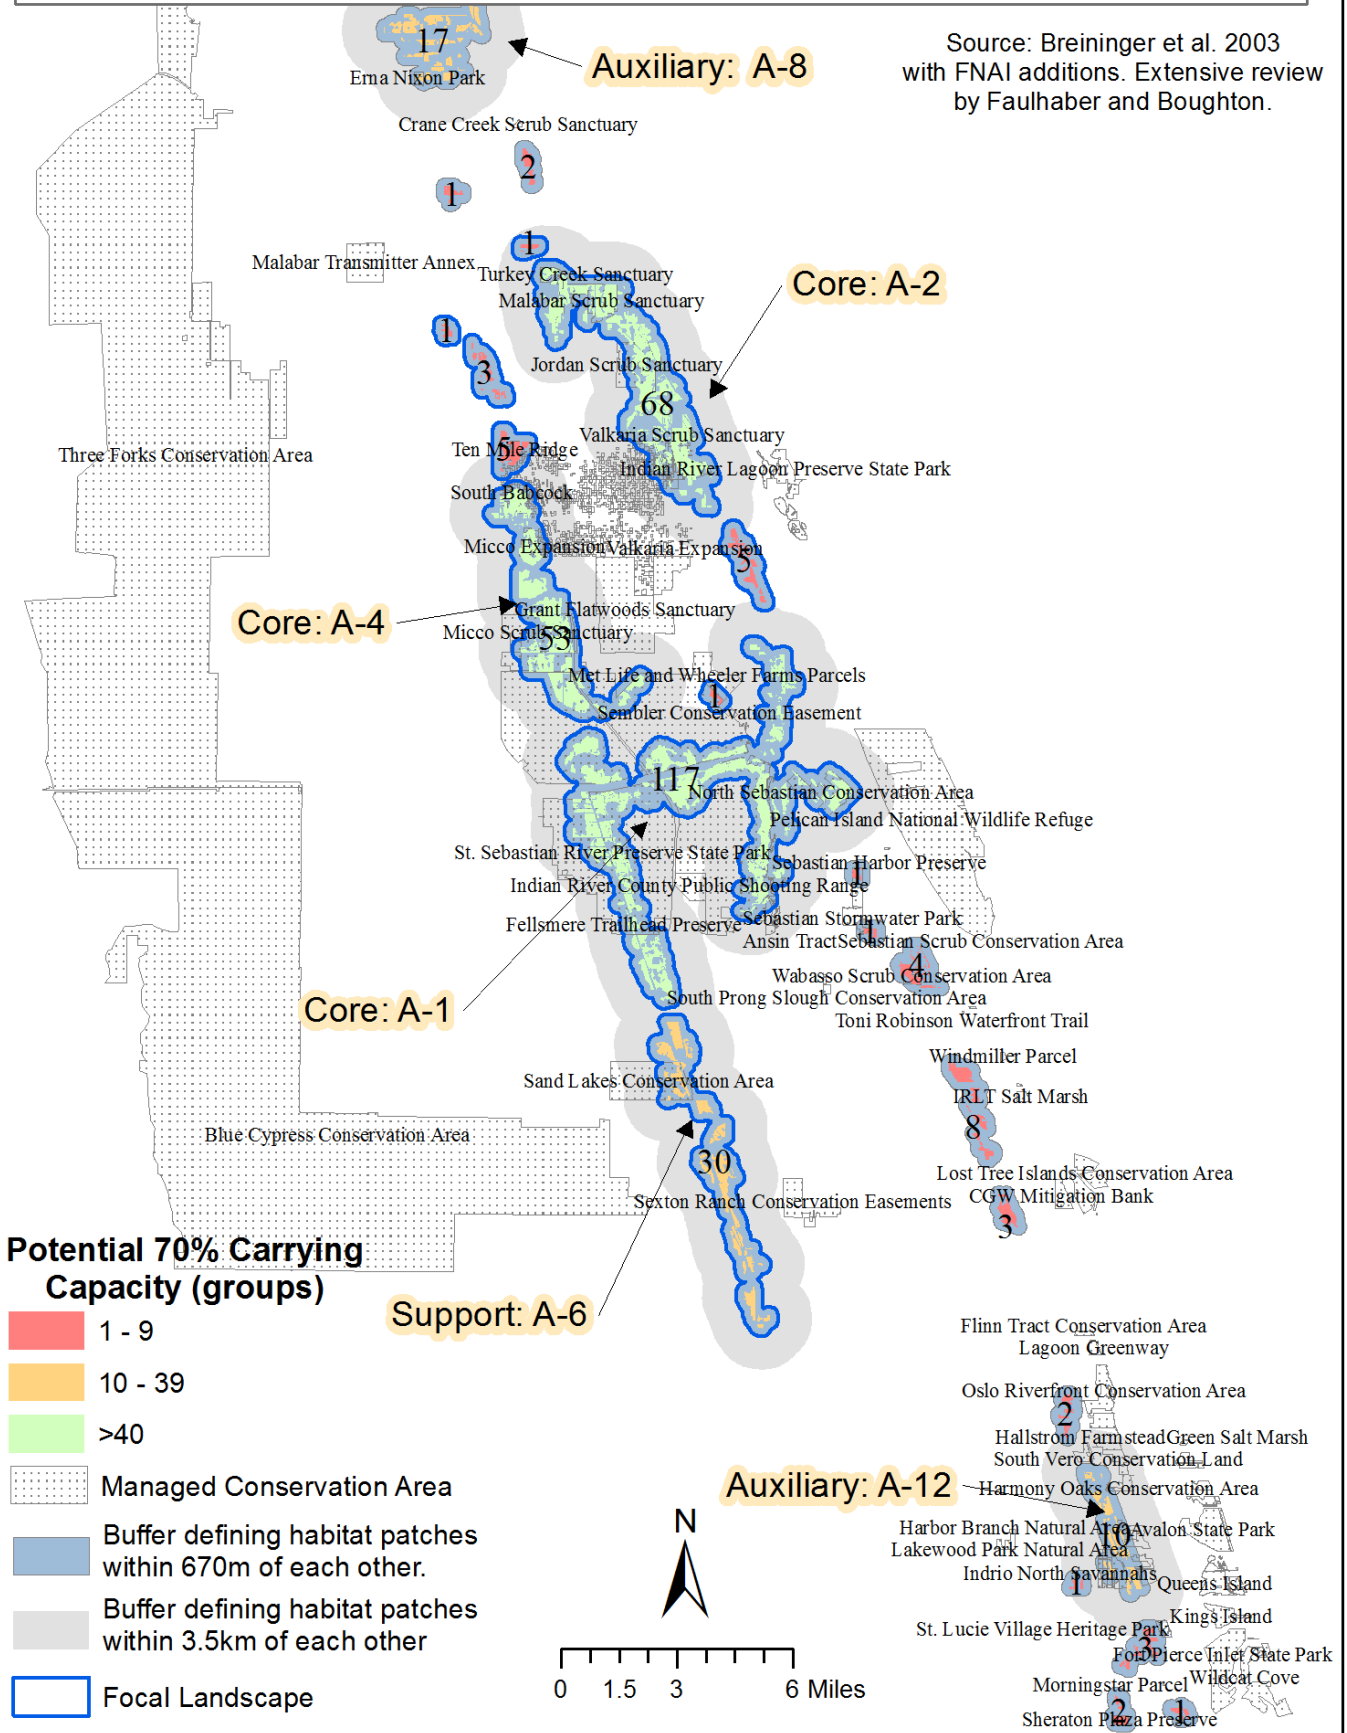 17
Erna Nixon Park
Auxiliary: A-8
Source: Breininger et al. 2003
with FNAI additions. Extensive review
by Faulhaber and Boughton.
Crane Creek Scrub Sanctuary
2
1
1
Malabar Transmitter Annex
Turkey Creek Sanctuary
Core: A-2
Malabar Scrub Sanctuary
1
3
Jordan Scrub Sanctuary
68
Valkaria Scrub Sanctuary
Three Forks Conservation Area
Ten Mile Ridge
5
Indian River Lagoon Preserve State Park
South Babcock
Micco Expansion
Valkaria Expansion
5
Core: A-4
Grant Flatwoods Sanctuary
Micco Scrub Sanctuary
53
Met Life and Wheeler Farms Parcels
1
Sembler Conservation Easement
117
North Sebastian Conservation Area
Pelican Island National Wildlife Refuge
St. Sebastian River Preserve State Park
Sebastian Harbor Preserve
1
Indian River County Public Shooting Range
Fellsmere Trailhead Preserve
Sebastian Stormwater Park
1
Ansin Tract
Sebastian Scrub Conservation Area
4
Wabasso Scrub Conservation Area
Core: A-1
South Prong Slough Conservation Area
Toni Robinson Waterfront Trail
Windmiller Parcel
Sand Lakes Conservation Area
IRLT Salt Marsh
8
Blue Cypress Conservation Area
30
Lost Tree Islands Conservation Area
CGW Mitigation Bank
3
Sexton Ranch Conservation Easements
Support: A-6
Potential 70% Carrying
Capacity (groups)
1 - 9
10 - 39
>40
Managed Conservation Area
Buffer defining habitat patches
within 670m of each other.
Buffer defining habitat patches
within 3.5km of each other
Focal Landscape
N
0 1.5 3 6 Miles
Flinn Tract Conservation Area
Lagoon Greenway
Oslo Riverfront Conservation Area
2
Hallstrom Farmstead
Green Salt Marsh
South Vero Conservation Land
Auxiliary: A-12
Harmony Oaks Conservation Area
Harbor Branch Natural Area
10
Avalon State Park
Lakewood Park Natural Area
Indrio North Savannahs
1
Queens Island
Kings Island
St. Lucie Village Heritage Park
3
Fort Pierce Inlet State Park
Wildcat Cove
Morningstar Parcel
2
1
Sheraton Plaza Preserve